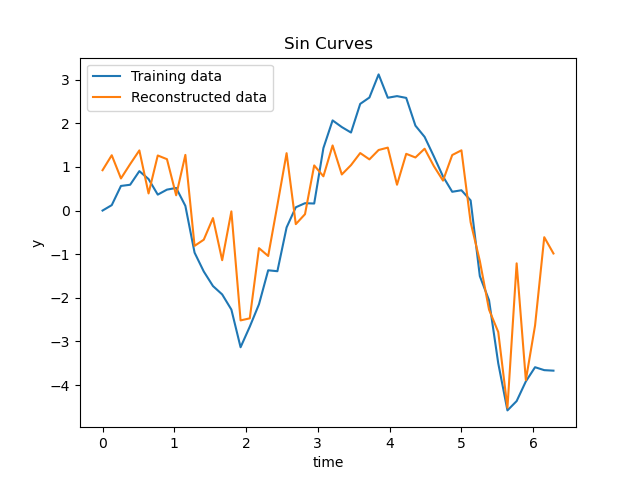 Sin Curves
Training data
Reconstructed data
3
2
1
0
−1
−2
−3
−4
y
0 1 2 3 4 5 6
time